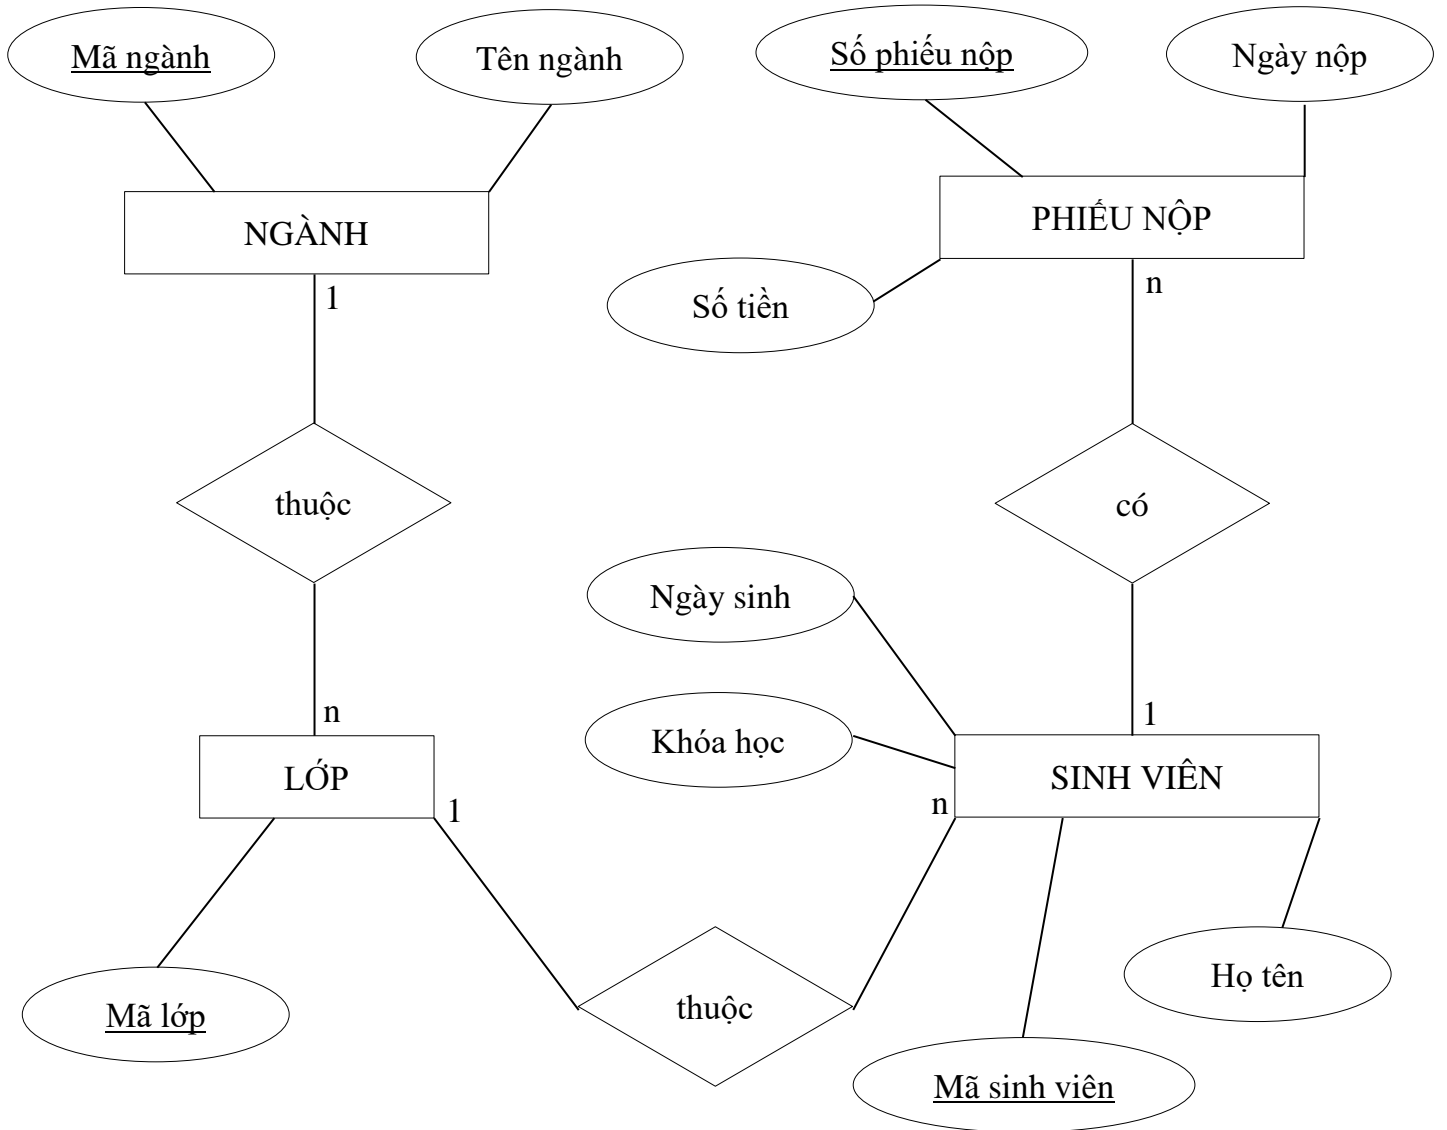 Mã ngành
Tên ngành
Số phiếu nộp
Ngày nộp
NGÀNH
PHIẾU NỘP
1
n
Số tiền
thuộc
có
Ngày sinh
Khóa học
n
1
LỚP
SINH VIÊN
1
n
Mã lớp
thuộc
Họ tên
Mã sinh viên